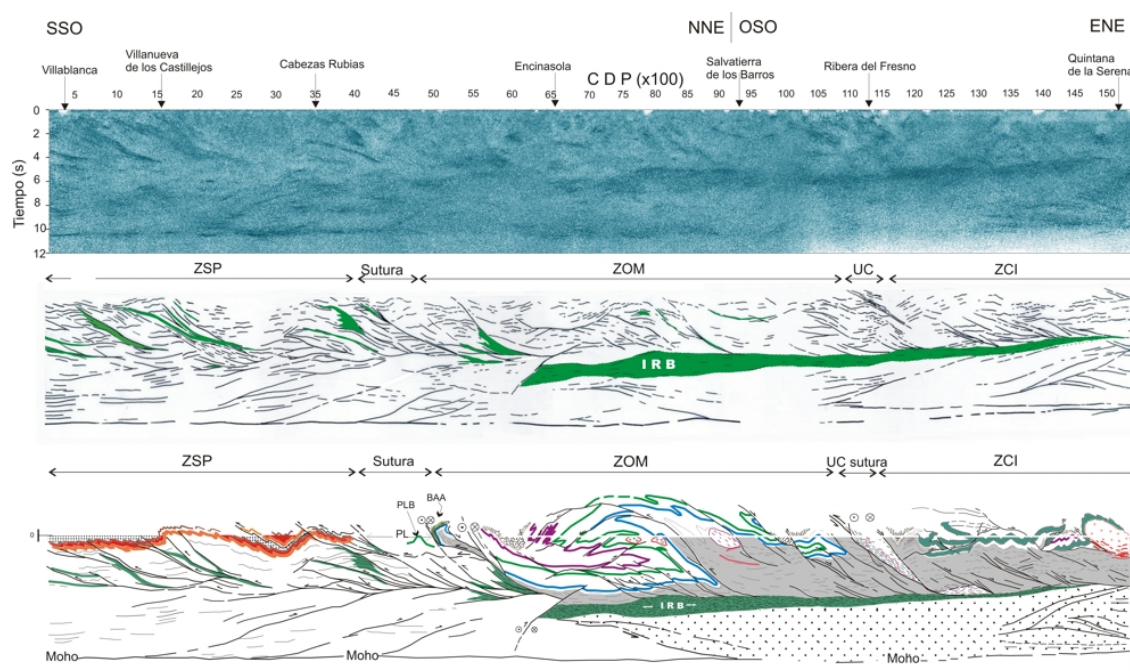 SSO
NNE | OSO
ENE
Villablanca
Villanueva
de los Castillejos
Cabezas Rubias
Encinasola
C D P (x100)
Salvatierra
de los Barros
Ribera del Fresno
Quintana
de la Serena
5 10 15 20 25 30 35 40 45 50 55 60 65 70 75 80 85 90 95 100 105 110 115 120 125 130 135 140 145 150
Tiempo (s)
0
2
4
6
8
10
12
ZSP
Sutura
ZOM
UC
ZCI
I R B
ZSP
Sutura
ZOM
UC sutura
ZCI
BAA
PLB
PL
0
I R B
Moho
Moho
Moho